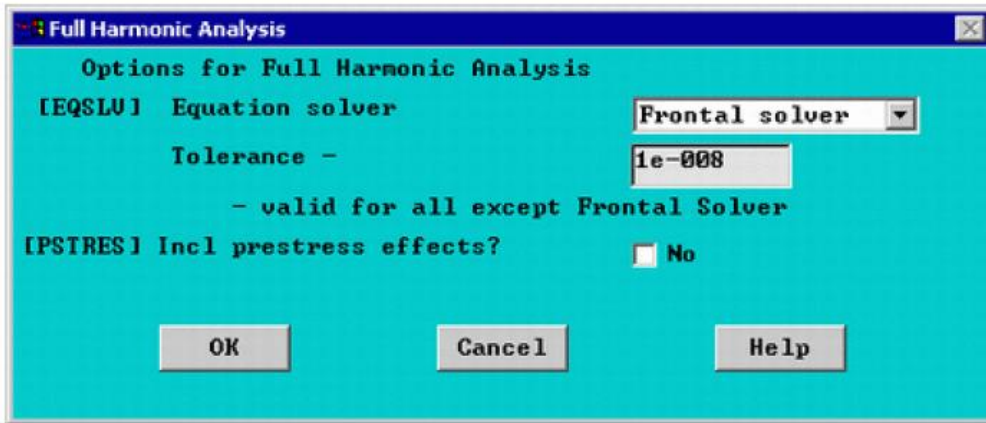 Full Harmonic Analysis
Options for Full Harmonic Analysis
[EQSLV] Equation solver Frontal solver
Tolerance - 1e-008
- valid for all except Frontal Solver
[PSTRES] Incl prestress effects? No
OK Cancel Help